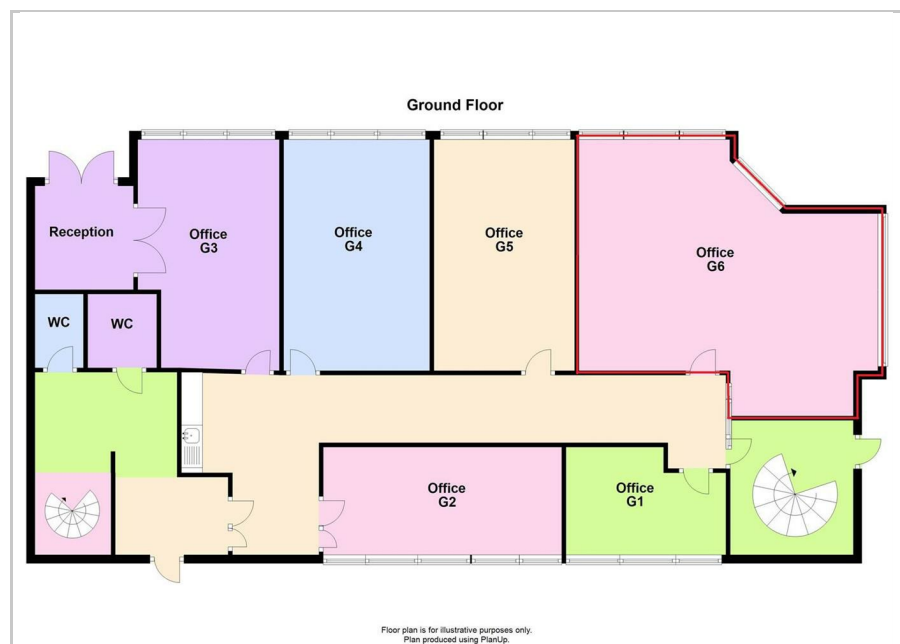 Ground Floor
Reception
Office
G3
Office
G4
Office
G5
Office
G6
WC
WC
Office
G2
Office
G1
Floor plan is for illustrative purposes only.
Plan produced using PlanUp.